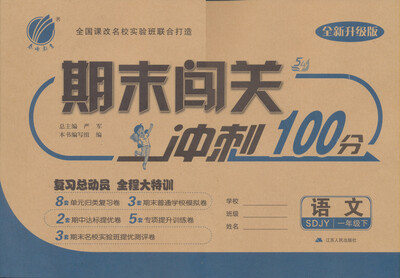 春雨教育
全国课改名校实验班联合打造
全新升级版
期末闯关
冲刺100分
总主编 严军
本书编写组 编
复习总动员 全程大特训
8套单元归类复习卷 3套期末普通学校模拟卷
2套期中达标提优卷 5套专项提升训练卷
3套期末名校实验班提优测评卷
学校:
班级:
姓名:
语文
SDJY 一年级下
江苏人民出版社